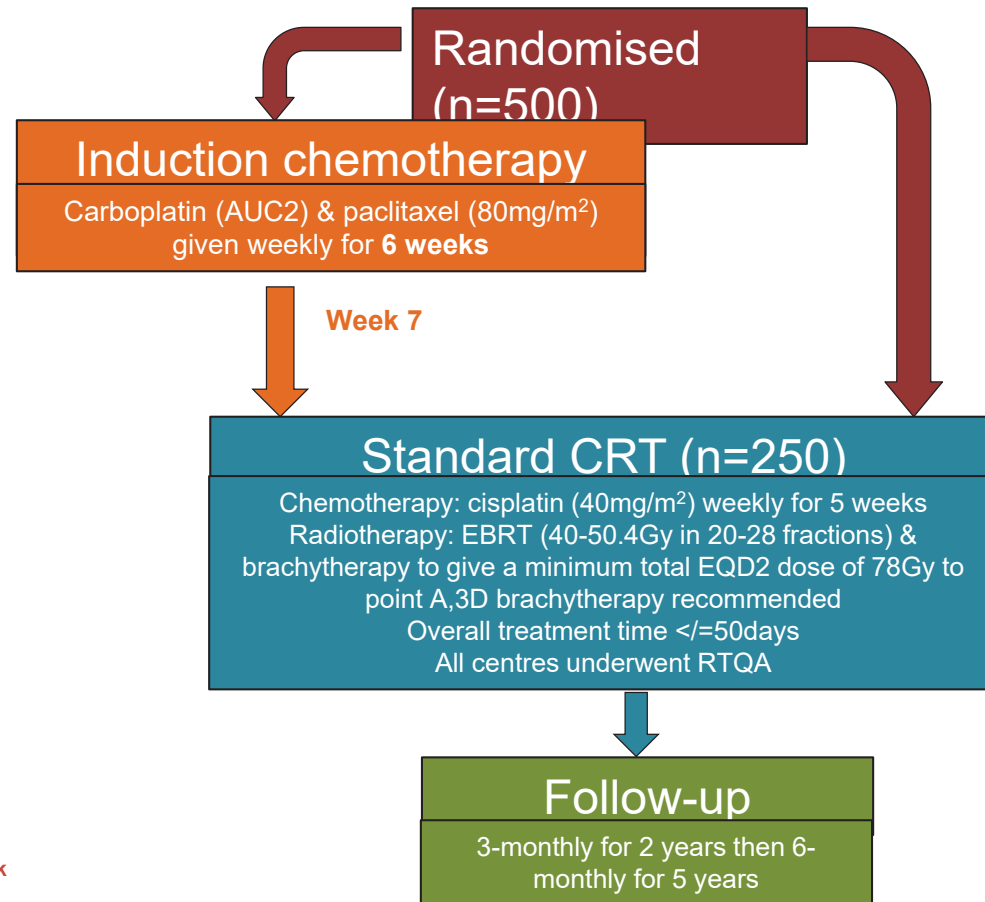 Randomised
(n=500)
Induction chemotherapy
Carboplatin (AUC2) & paclitaxel (80mg/m²)
given weekly for 6 weeks
Week 7
Standard CRT (n=250)
Chemotherapy: cisplatin (40mg/m²) weekly for 5 weeks
Radiotherapy: EBRT (40-50.4Gy in 20-28 fractions) &
brachytherapy to give a minimum total EQD2 dose of 78Gy to
point A,3D brachytherapy recommended
Overall treatment time </=50days
All centres underwent RTQA
Follow-up
3-monthly for 2 years then 6-
monthly for 5 years
k